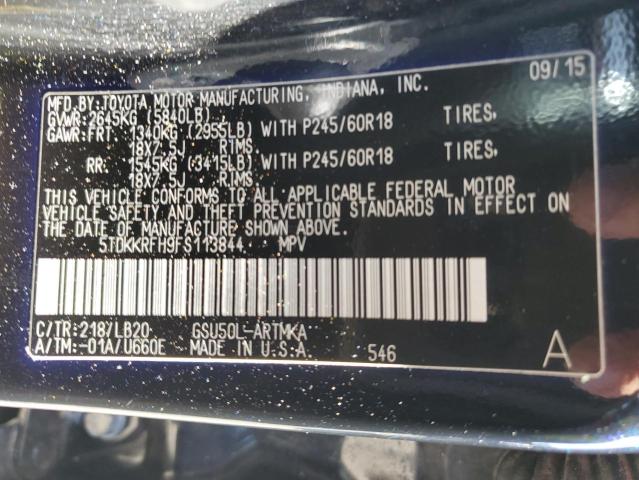 09/15
MFD.BY:TOYOTA MOTOR MANUFACTURING, INDIANA, INC.
GVWR:2645KG (5840LB)
GAWR:FRT 1340KG (2955LB) WITH P245/60R18 TIRES,
18X7.5J RIMS
RR 1545KG (3415LB) WITH P245/60R18 TIRES,
18X7.5J RIMS
THIS VEHICLE CONFORMS TO ALL APPLICABLE FEDERAL MOTOR
VEHICLE SAFETY AND THEFT PREVENTION STANDARDS IN EFFECT ON
THE DATE OF MANUFACTURE SHOWN ABOVE.
5TDKKRFH9FS113844 MPV
C/TR:218/LB20 GSU50L-ARTMKA
A/TM:-01A/U660E MADE IN U.S.A. 546 A